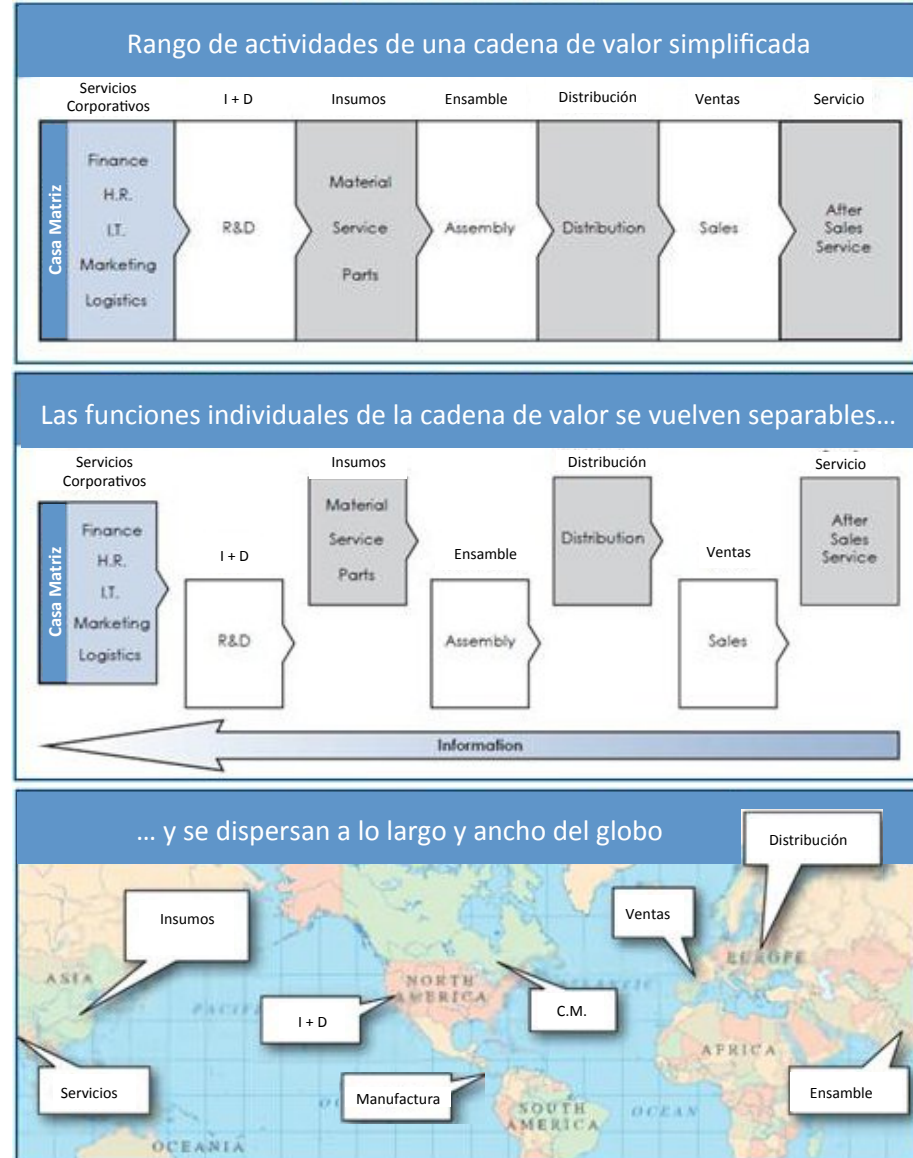 Rango de actividades de una cadena de valor simplificada
Servicios
Corporativos
I + D
Insumos
Ensamble
Distribución
Ventas
Servicio
Casa Matriz
Finance
H.R.
I.T.
Marketing
Logistics
R&D
Material
Service
Parts
Assembly
Distribution
Sales
After
Sales
Service
Las funciones individuales de la cadena de valor se vuelven separables...
Servicios
Corporativos
I + D
Insumos
Ensamble
Distribución
Ventas
Servicio
Casa Matriz
Finance
H.R.
I.T.
Marketing
Logistics
R&D
Material
Service
Parts
Assembly
Distribution
Sales
After
Sales
Service
Information
... y se dispersan a lo largo y ancho del globo
Distribución
Insumos
Ventas
ASIA
NORTH
AMERICA
EUROPE
I + D
C.M.
AFRICA
Servicios
Manufactura
Ensamble
SOUTH
AMERICA
OCEAN
OCEANIA